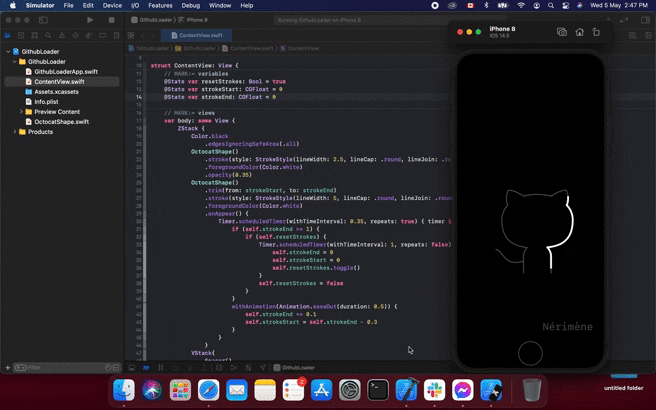 Simulator File Edit Device I/O Features Debug Window Help Wed 5 May 2:47 PM
GithubLoader iPhone 8 Running GithubLoader on iPhone 8
iPhone 8
iOS 14.5
ContentView.swift
GithubLoader GithubLoader ContentView.swift ContentView
GithubLoader
GithubLoader
GithubLoaderApp.swift
ContentView.swift
Assets.xcassets
Info.plist
Preview Content
OctocatShape.swift
Products
struct ContentView: View {
// MARK:- variables
@State var resetStrokes: Bool = true
@State var strokeStart: CGFloat = 0
@State var strokeEnd: CGFloat = 0
// MARK:- views
var body: some View {
ZStack {
Color.black
.edgesIgnoringSafeArea(.all)
OctocatShape()
.stroke(style: StrokeStyle(lineWidth: 2.5, lineCap: .round, lineJoin: .ro
.foregroundColor(Color.white)
.opacity(0.35)
OctocatShape()
.trim(from: strokeStart, to: strokeEnd)
.stroke(style: StrokeStyle(lineWidth: 5, lineCap: .round, lineJoin: .roun
.foregroundColor(Color.white)
.onAppear() {
Timer.scheduledTimer(withTimeInterval: 0.35, repeats: true) { timer i
if (self.strokeEnd >= 1) {
if (self.resetStrokes) {
Timer.scheduledTimer(withTimeInterval: 1, repeats: false)
self.strokeEnd = 0
self.strokeStart = 0
self.resetStrokes.toggle()
}
self.resetStrokes = false
}
}
withAnimation(Animation.easeOut(duration: 0.5)) {
self.strokeEnd += 0.1
self.strokeStart = self.strokeEnd - 0.3
}
}
}
VStack{
Nérimène
Filter
GithubLoader
untitled folder